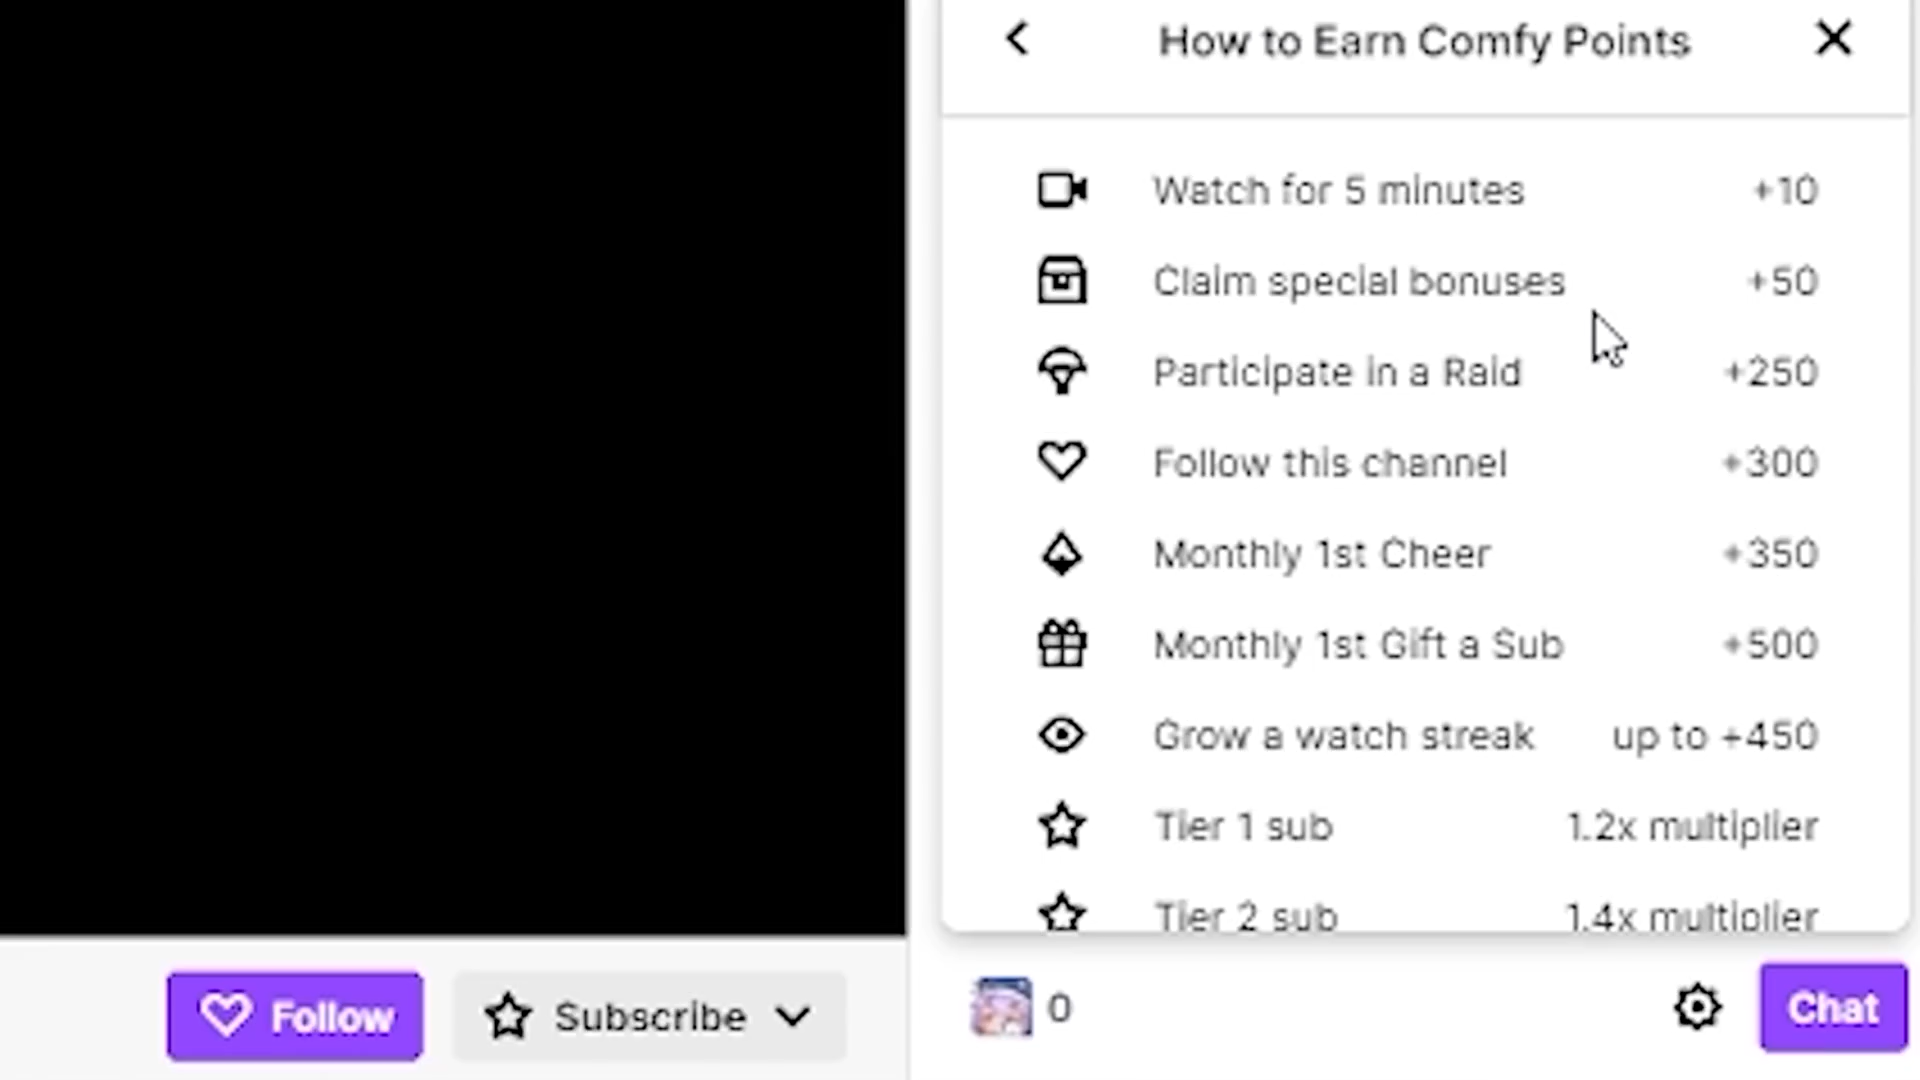 How to Earn Comfy Points
Watch for 5 minutes +10
Claim special bonuses +50
Participate in a Raid +250
Follow this channel +300
Monthly 1st Cheer +350
Monthly 1st Gift a Sub +500
Grow a watch streak up to +450
Tier 1 sub 1.2x multiplier
Tier 2 sub 1.4x multiplier
Follow Subscribe 0 Chat